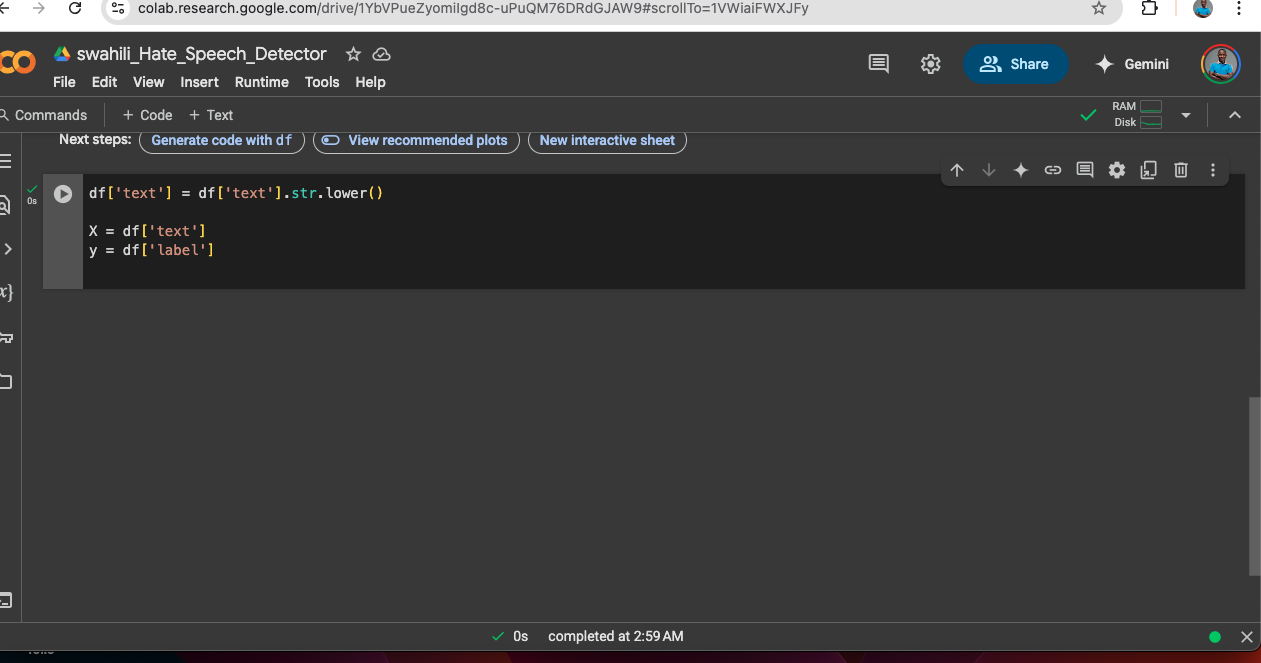 colab.research.google.com/drive/1YbVPueZyomiIgd8c-uPuQM76DRdGJAW9#scrollTo=1VWiaiFWXJFy
swahili_Hate_Speech_Detector
File Edit View Insert Runtime Tools Help
Share
Gemini
Commands + Code + Text
RAM
Disk
Next steps: Generate code with df View recommended plots New interactive sheet
0s
df['text'] = df['text'].str.lower()
X = df['text']
y = df['label']
0s completed at 2:59 AM